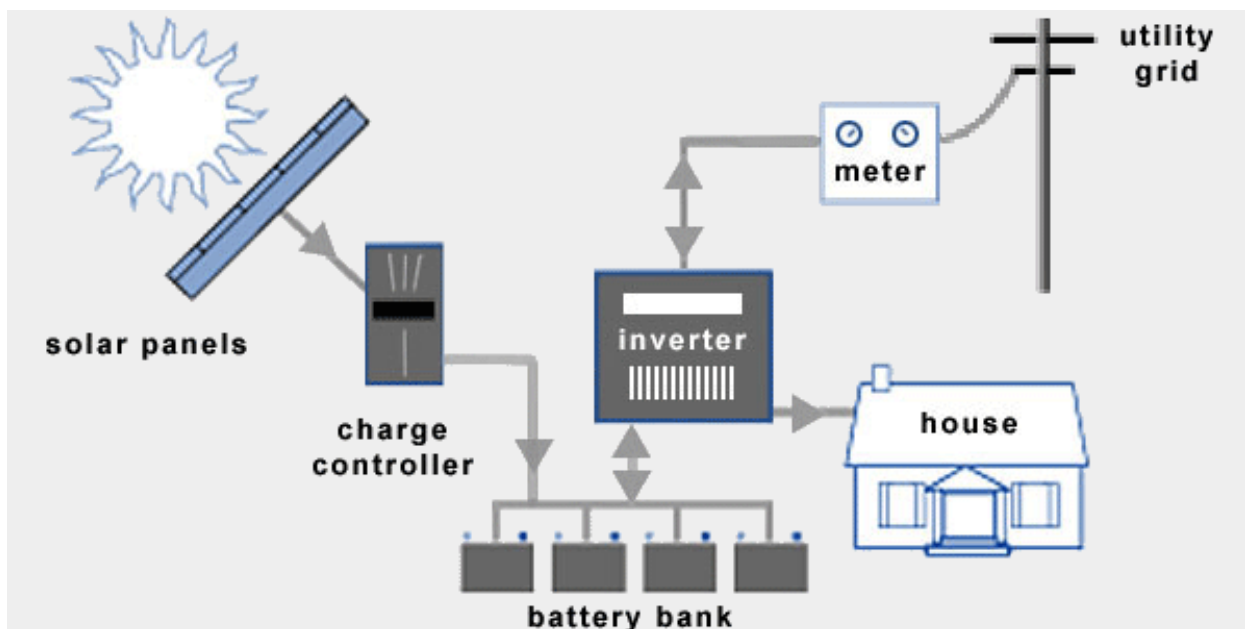 utility
grid
meter
solar panels
inverter
charge
controller
house
battery bank